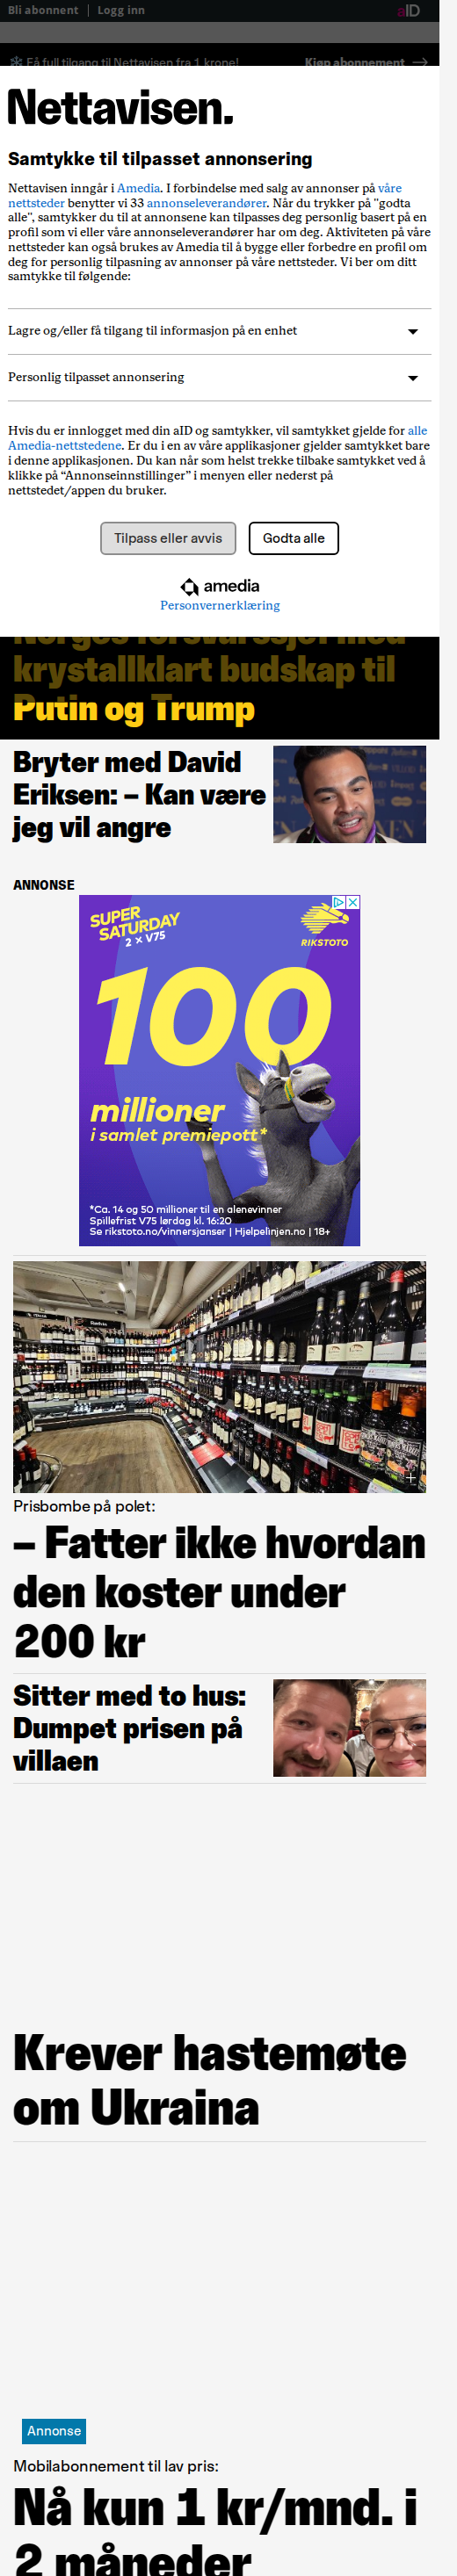 Bli abonnent | Logg inn
aID
Få full tilgang til Nettavisen fra 1 krone!
Kjøp abonnement
Nettavisen.
Samtykke til tilpasset annonsering
Nettavisen inngår i Amedia. I forbindelse med salg av annonser på våre
nettsteder benytter vi 33 annonseleverandører. Når du trykker på "godta
alle", samtykker du til at annonsene kan tilpasses deg personlig basert på en
profil som vi eller våre annonseleverandører har om deg. Aktiviteten på våre
nettsteder kan også brukes av Amedia til å bygge eller forbedre en profil om
deg for personlig tilpasning av annonser på våre nettsteder. Vi ber om ditt
samtykke til følgende:
Lagre og/eller få tilgang til informasjon på en enhet
Personlig tilpasset annonsering
Hvis du er innlogget med din aID og samtykker, vil samtykket gjelde for alle
Amedia-nettstedene. Er du i en av våre applikasjoner gjelder samtykket bare
i denne applikasjonen. Du kan når som helst trekke tilbake samtykket ved å
klikke på “Annonseinnstillinger” i menyen eller nederst på
nettstedet/appen du bruker.
Tilpass eller avvis
Godta alle
amedia
Personvernerklæring
Norges forsvarssjef med
krystallklart budskap til
Putin og Trump
Bryter med David
Eriksen: – Kan være
jeg vil angre
ANNONSE
SUPER
SATURDAY
2 x V75
RIKSTOTO
100
millioner
i samlet premiepott*
*Ca. 14 og 50 millioner til en alenevinner
Spillefrist V75 lørdag kl. 16:20
Se rikstoto.no/vinnersjanser | Hjelpelinjen.no | 18+
Prisbombe på polet:
– Fatter ikke hvordan
den koster under
200 kr
Sitter med to hus:
Dumpet prisen på
villaen
Krever hastemøte
om Ukraina
Annonse
Mobilabonnement til lav pris:
Nå kun 1 kr/mnd. i
2 måneder